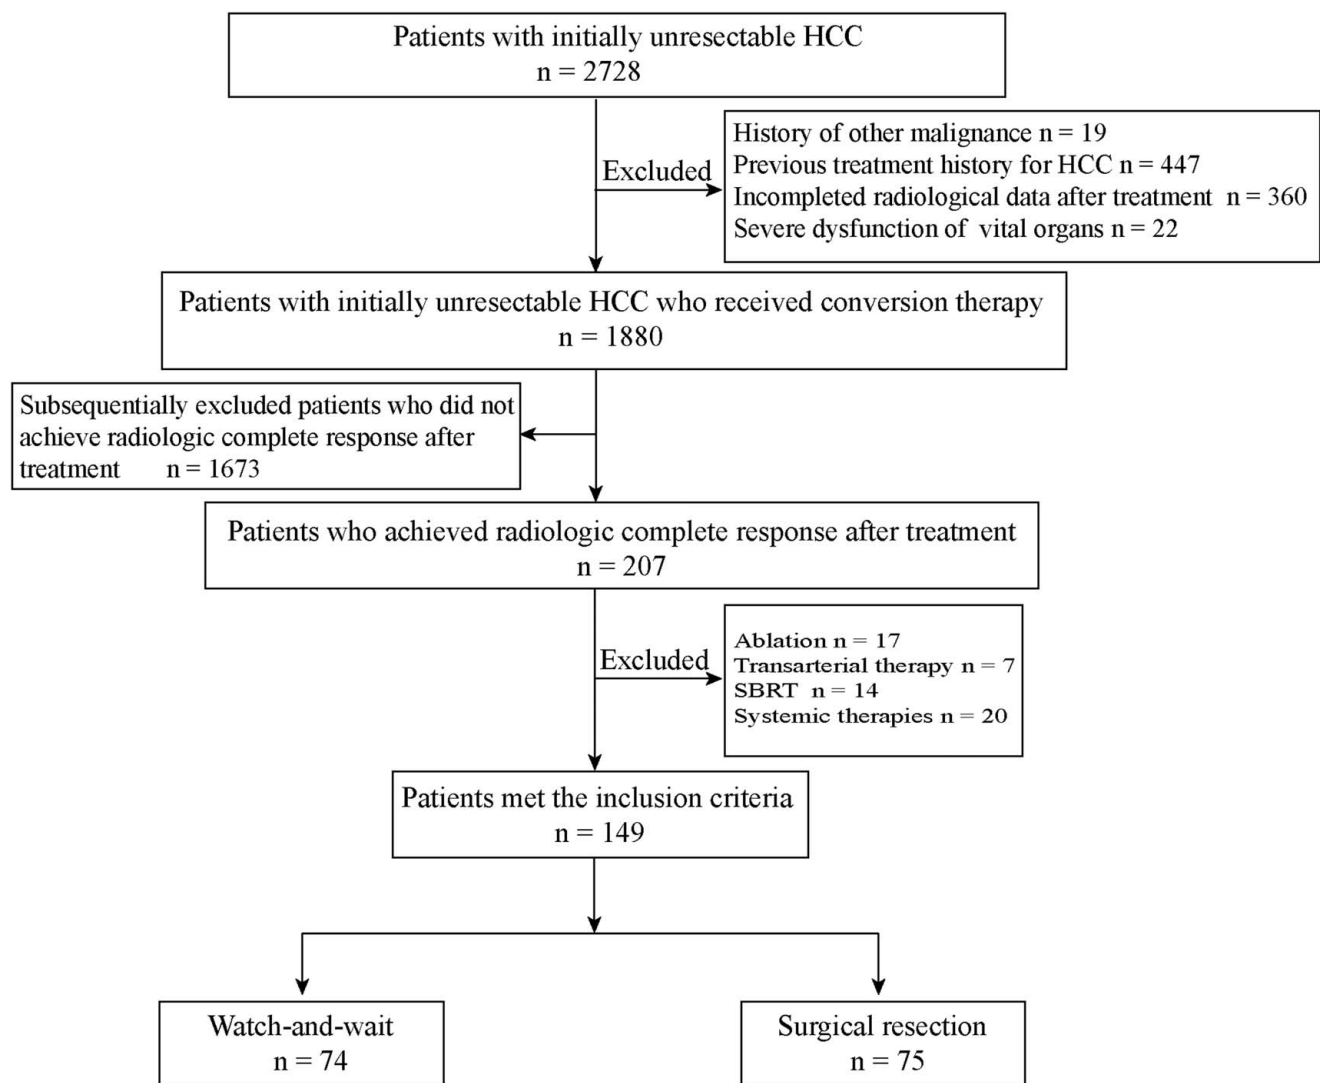 Patients with initially unresectable HCC
n = 2728
Excluded
History of other malignance n = 19
Previous treatment history for HCC n = 447
Incompleted radiological data after treatment n = 360
Severe dysfunction of vital organs n = 22
Patients with initially unresectable HCC who received conversion therapy
n = 1880
Subsequentially excluded patients who did not
achieve radiologic complete response after
treatment n = 1673
Patients who achieved radiologic complete response after treatment
n = 207
Excluded
Ablation n = 17
Transarterial therapy n = 7
SBRT n = 14
Systemic therapies n = 20
Patients met the inclusion criteria
n = 149
Watch-and-wait
n = 74
Surgical resection
n = 75